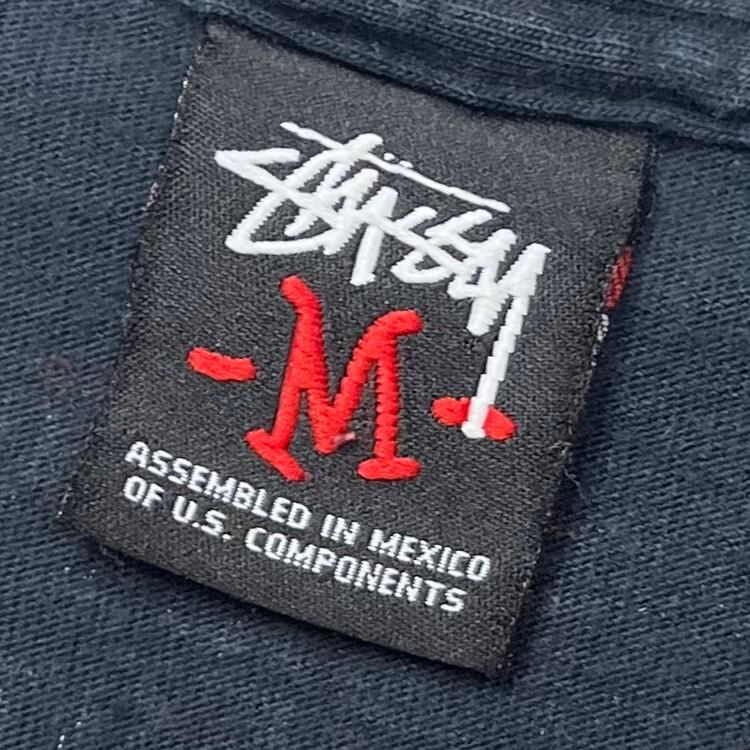 Stüssy
- M -
ASSEMBLED IN MEXICO
OF U.S. COMPONENTS